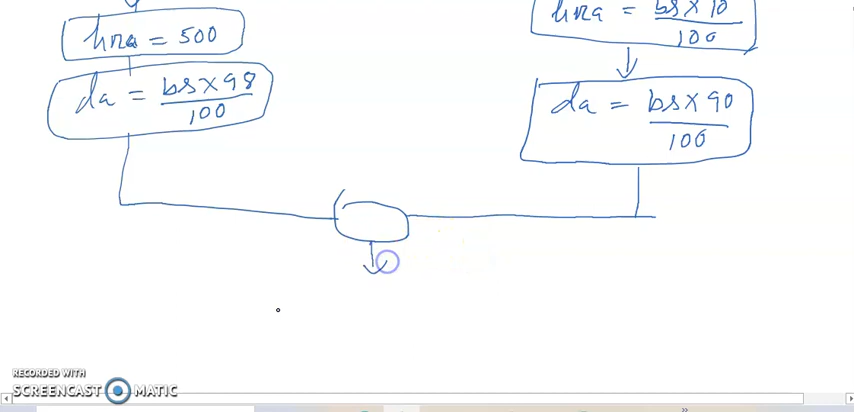 hra = 500
da = bs x 98
100
hra = bs x 10
100
da = bs x 90
100
RECORDED WITH
SCREENCAST MATIC